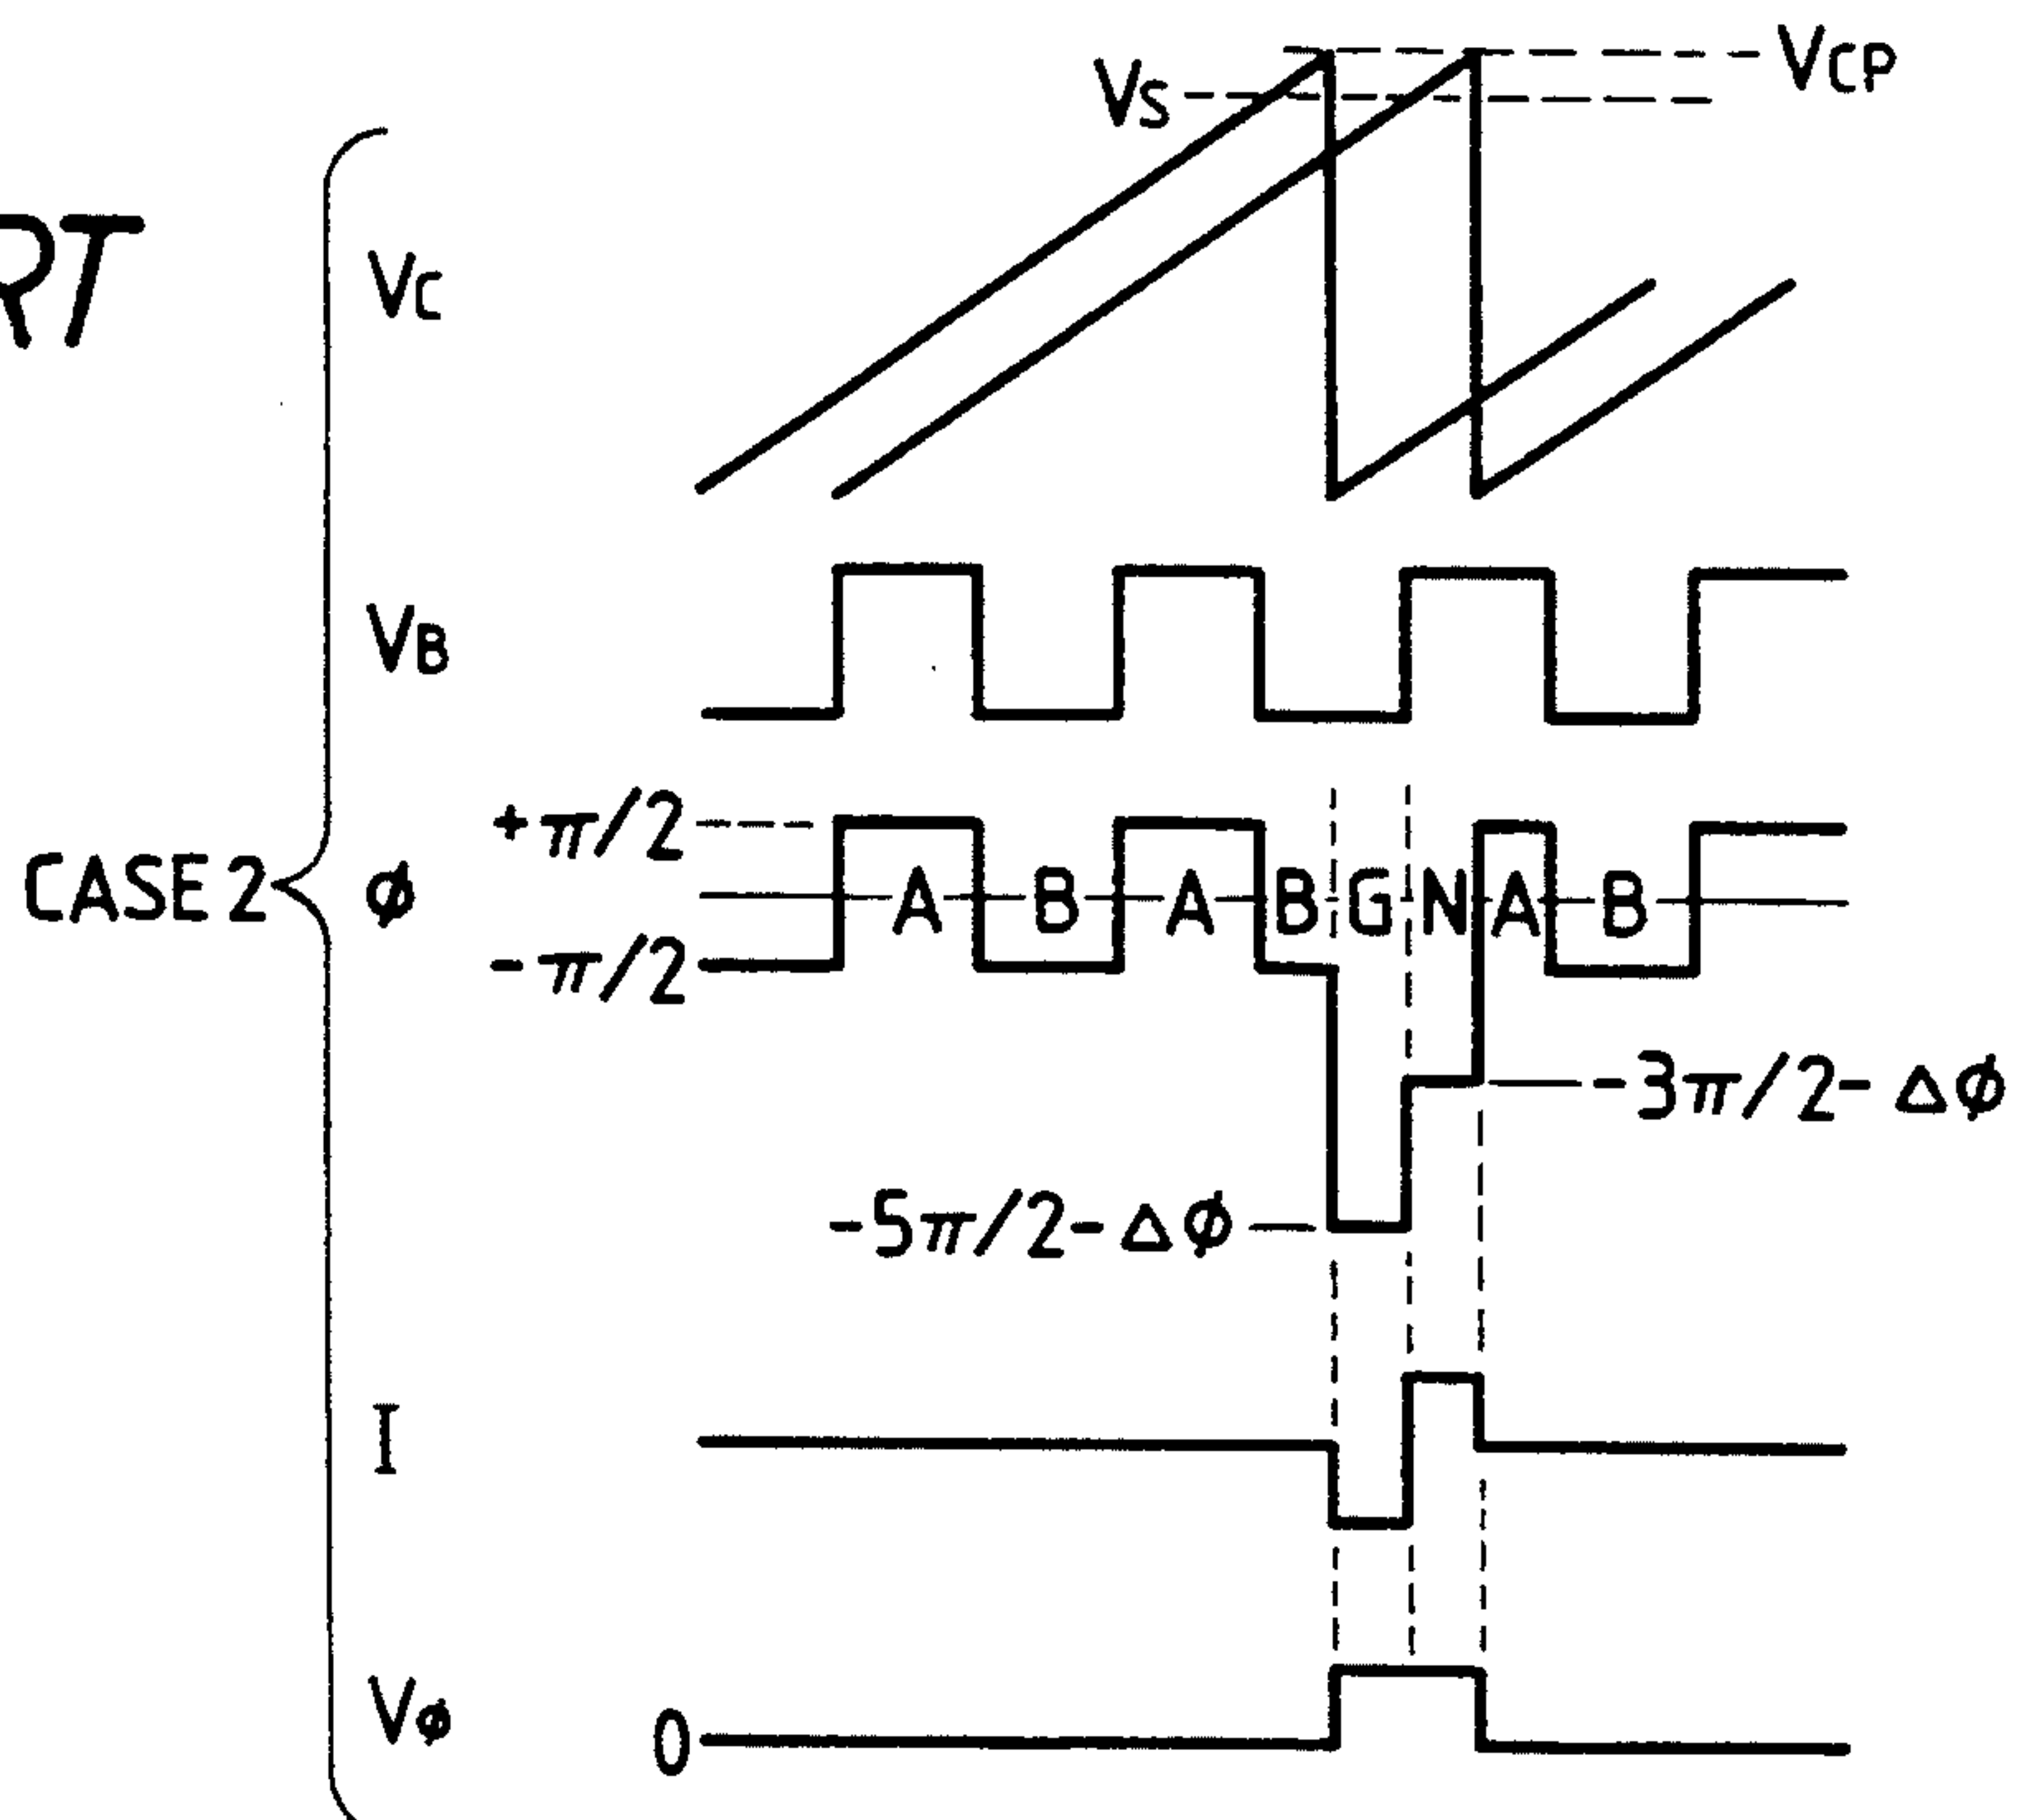 VCP
VS
RT
VC
VB
+π/2
CASE 2
ϕ
A B A B G N A B
-π/2
-3π/2-Δϕ
-5π/2-Δϕ
I
Vϕ
0